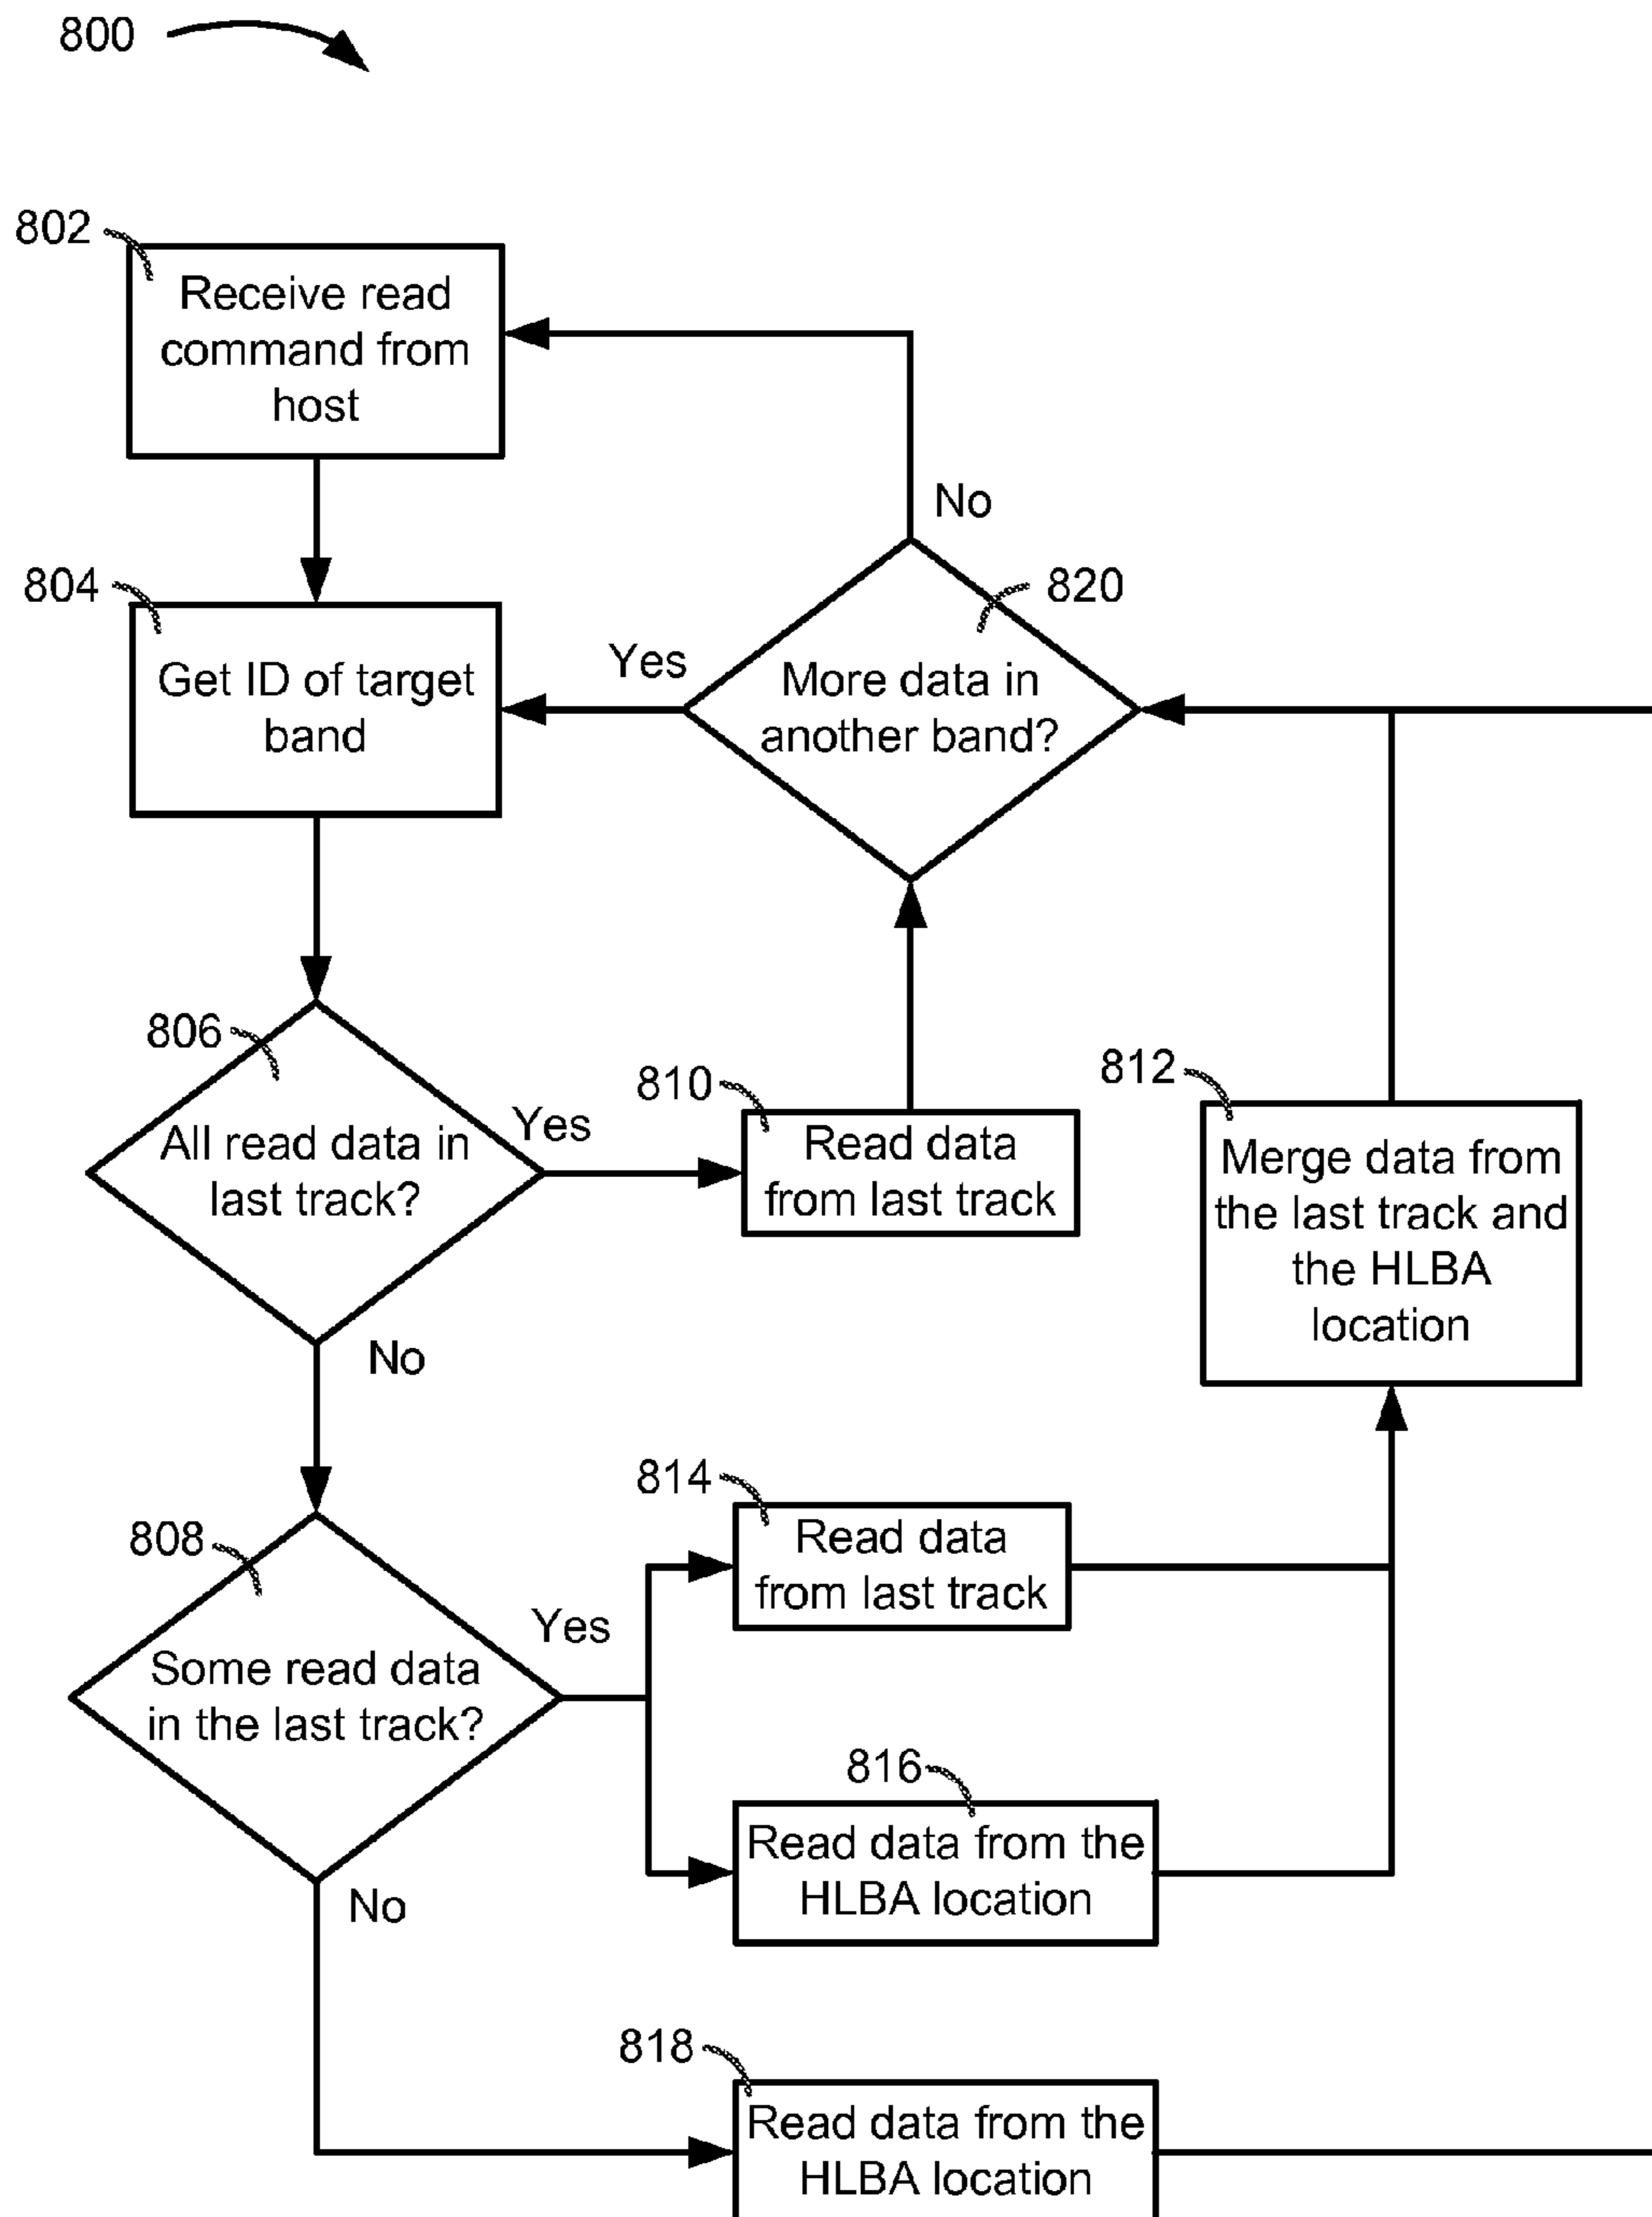 800
802
Receive read
command from
host
No
804
Get ID of target
band
Yes
820
More data in
another band?
806
All read data in
last track?
Yes
810
Read data
from last track
812
Merge data from
the last track and
the HLBA
location
No
808
Some read data
in the last track?
Yes
814
Read data
from last track
816
Read data from the
HLBA location
No
818
Read data from the
HLBA location